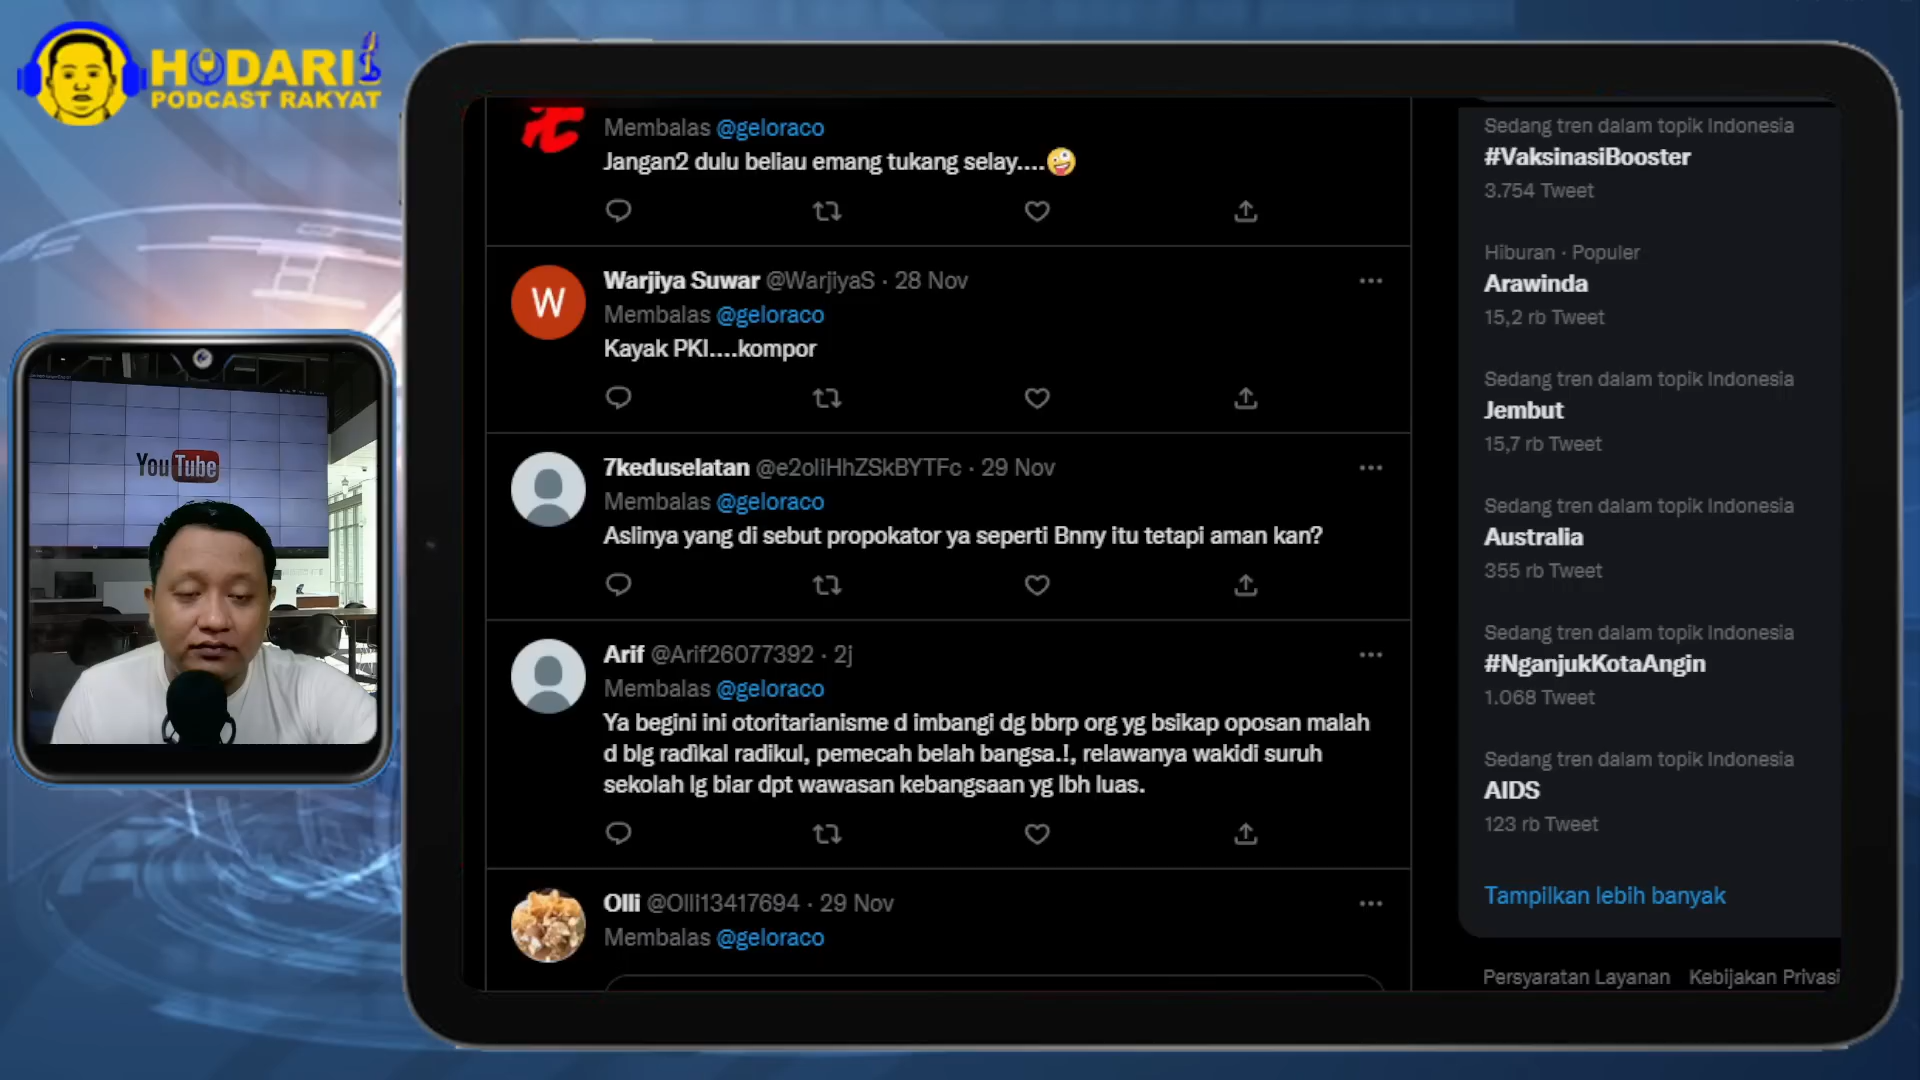 HODARI
PODCAST RAKYAT
YouTube
Membalas @geloraco
Jangan2 dulu beliau emang tukang selay....🤪
W
Warjiya Suwar @WarjiyaS · 28 Nov
Membalas @geloraco
Kayak PKI....kompor
7keduselatan @e2oIiHhZSkBYTFc · 29 Nov
Membalas @geloraco
Aslinya yang di sebut propokator ya seperti Bnny itu tetapi aman kan?
Arif @Arif26077392 · 2j
Membalas @geloraco
Ya begini ini otoritarianisme d imbangi dg bbrp org yg bsikap oposan malah
d blg radikal radikul, pemecah belah bangsa.!, relawanya wakidi suruh
sekolah lg biar dpt wawasan kebangsaan yg lbh luas.
Olli @Olli13417694 · 29 Nov
Membalas @geloraco
Sedang tren dalam topik Indonesia
#VaksinasiBooster
3.754 Tweet
Hiburan · Populer
Arawinda
15,2 rb Tweet
Sedang tren dalam topik Indonesia
Jembut
15,7 rb Tweet
Sedang tren dalam topik Indonesia
Australia
355 rb Tweet
Sedang tren dalam topik Indonesia
#NganjukKotaAngin
1.068 Tweet
Sedang tren dalam topik Indonesia
AIDS
123 rb Tweet
Tampilkan lebih banyak
Persyaratan Layanan Kebijakan Privasi